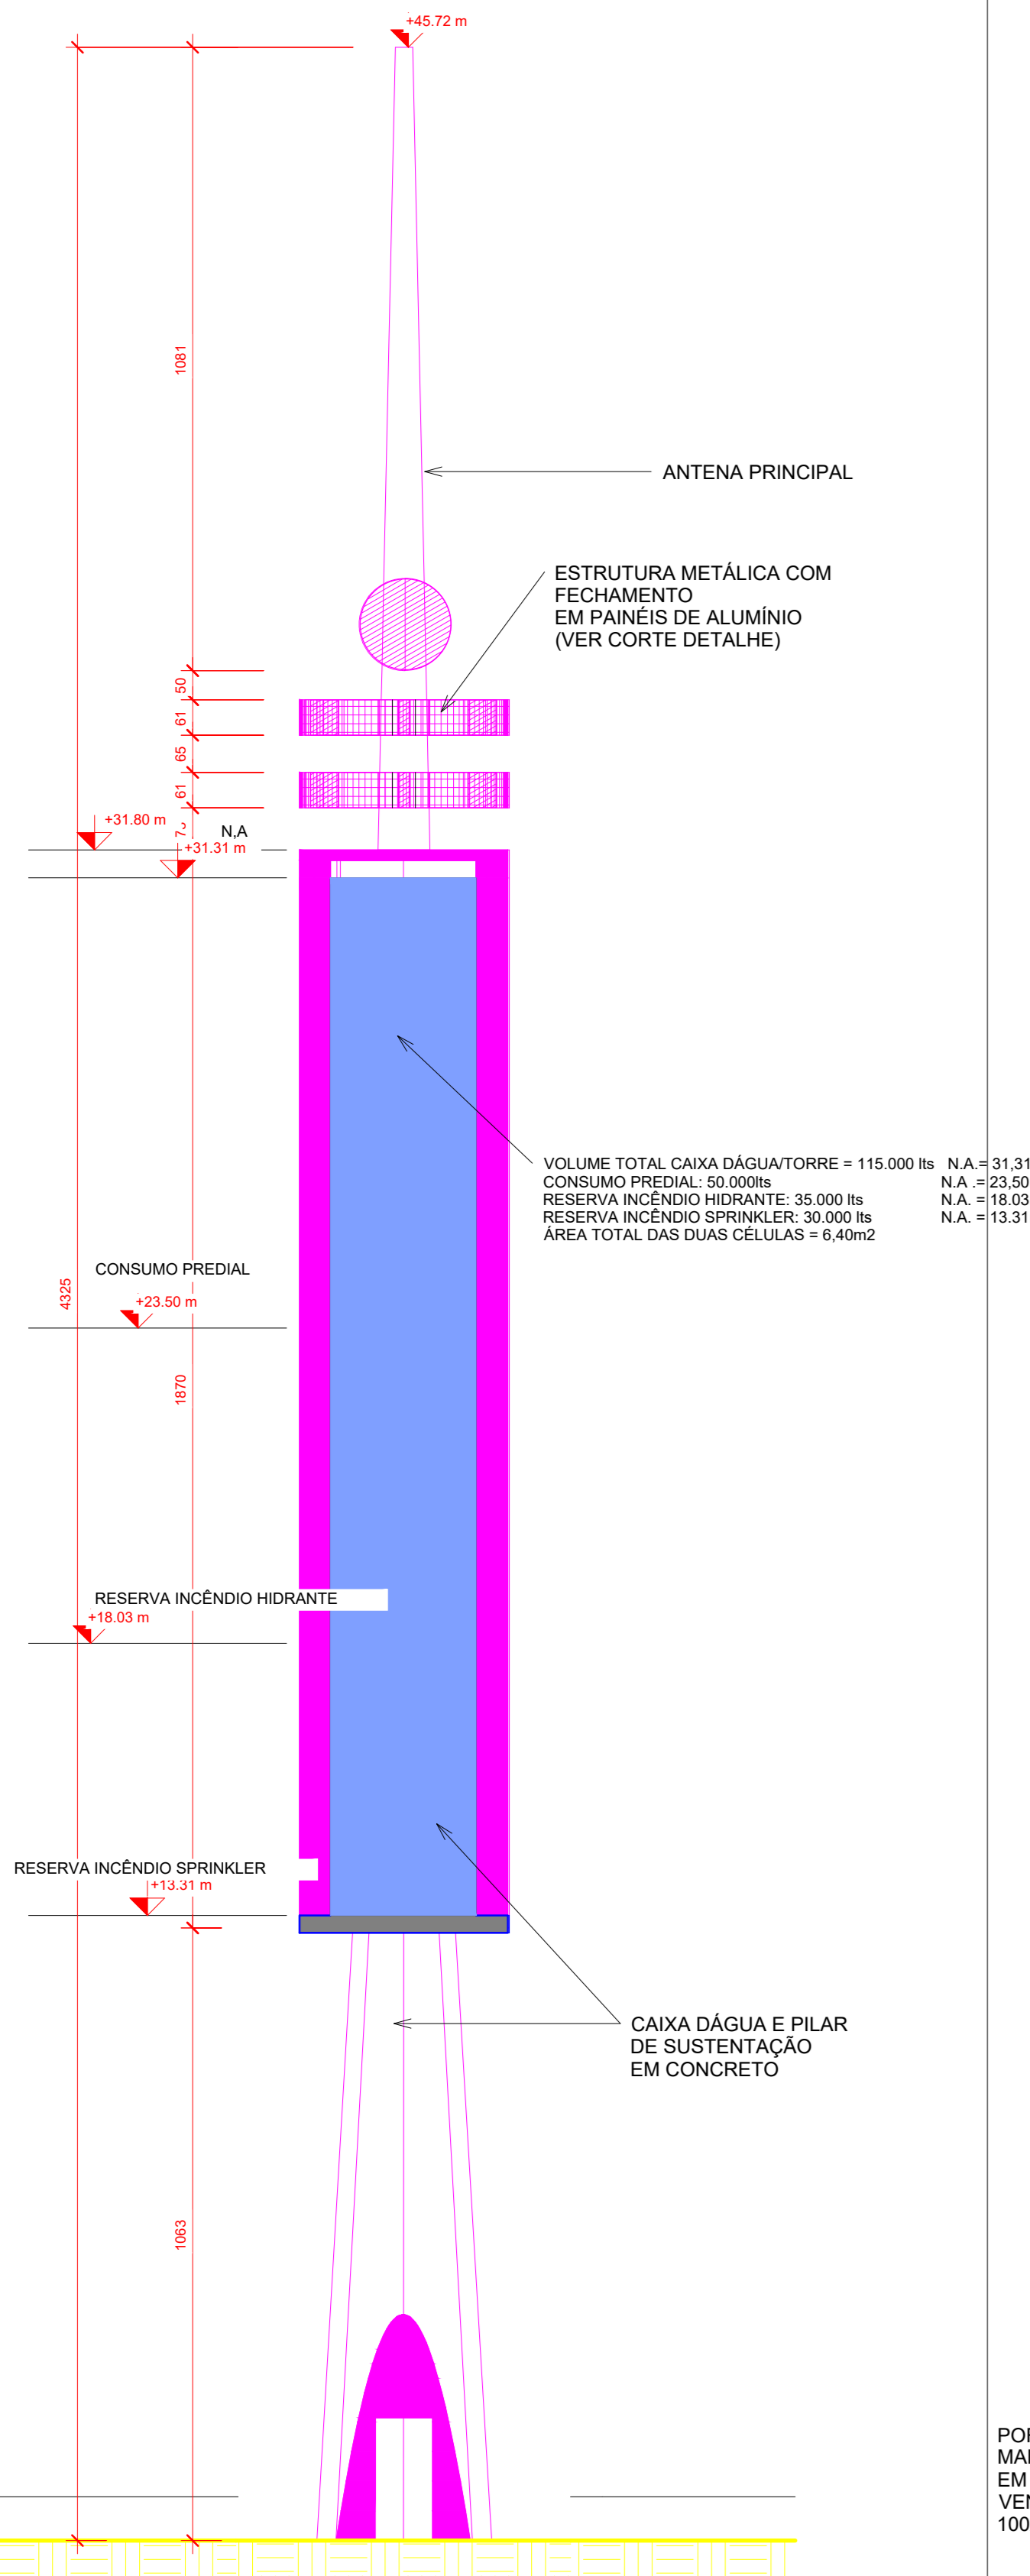 +45.72 m
1081
ANTENA PRINCIPAL
ESTRUTURA METÁLICA COM
FECHAMENTO
EM PAINÉIS DE ALUMÍNIO
(VER CORTE DETALHE)
50
61
65
61
+31.80 m
N,A
+31.31 m
VOLUME TOTAL CAIXA DÁGUA/TORRE = 115.000 lts N.A.= 31,31
CONSUMO PREDIAL: 50.000lts N.A .= 23,50
RESERVA INCÊNDIO HIDRANTE: 35.000 lts N.A. = 18.03
RESERVA INCÊNDIO SPRINKLER: 30.000 lts N.A. = 13.31
ÁREA TOTAL DAS DUAS CÉLULAS = 6,40m2
CONSUMO PREDIAL
4325
+23.50 m
1870
RESERVA INCÊNDIO HIDRANTE
+18.03 m
RESERVA INCÊNDIO SPRINKLER
+13.31 m
CAIXA DÁGUA E PILAR
DE SUSTENTAÇÃO
EM CONCRETO
1063
EM
100